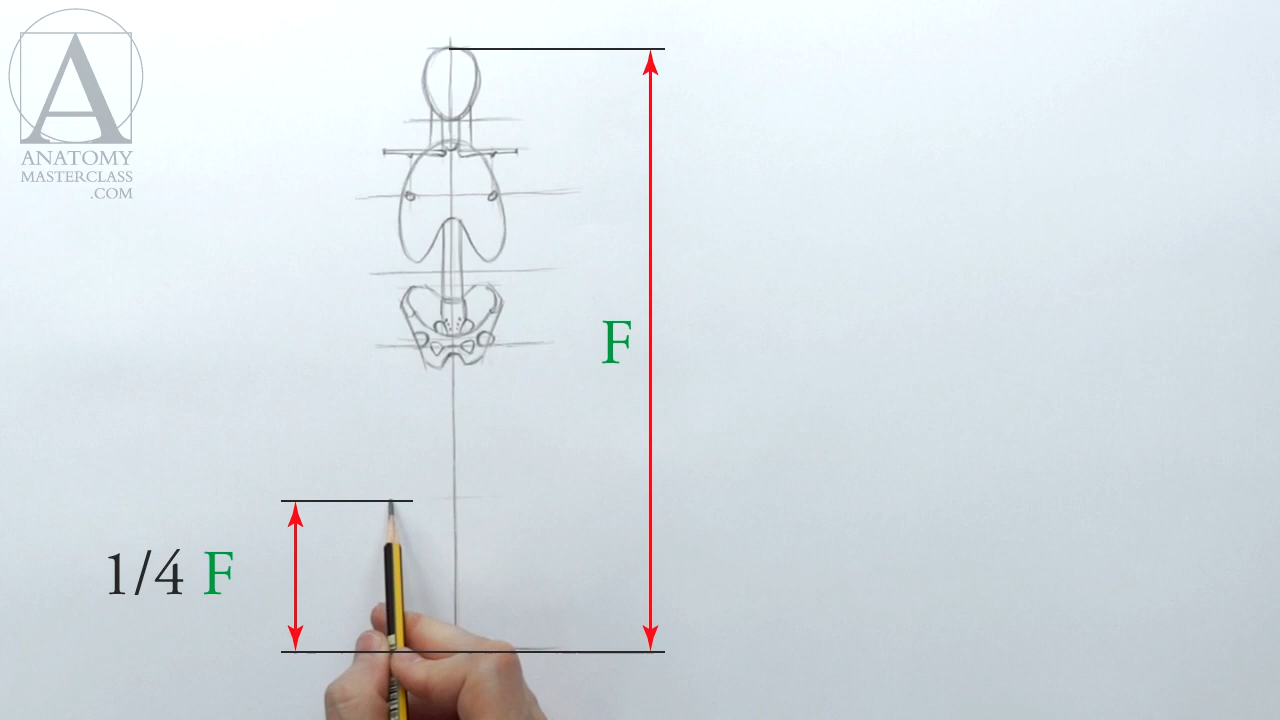 A
ANATOMY
MASTERCLASS
.COM
F
1/4 F